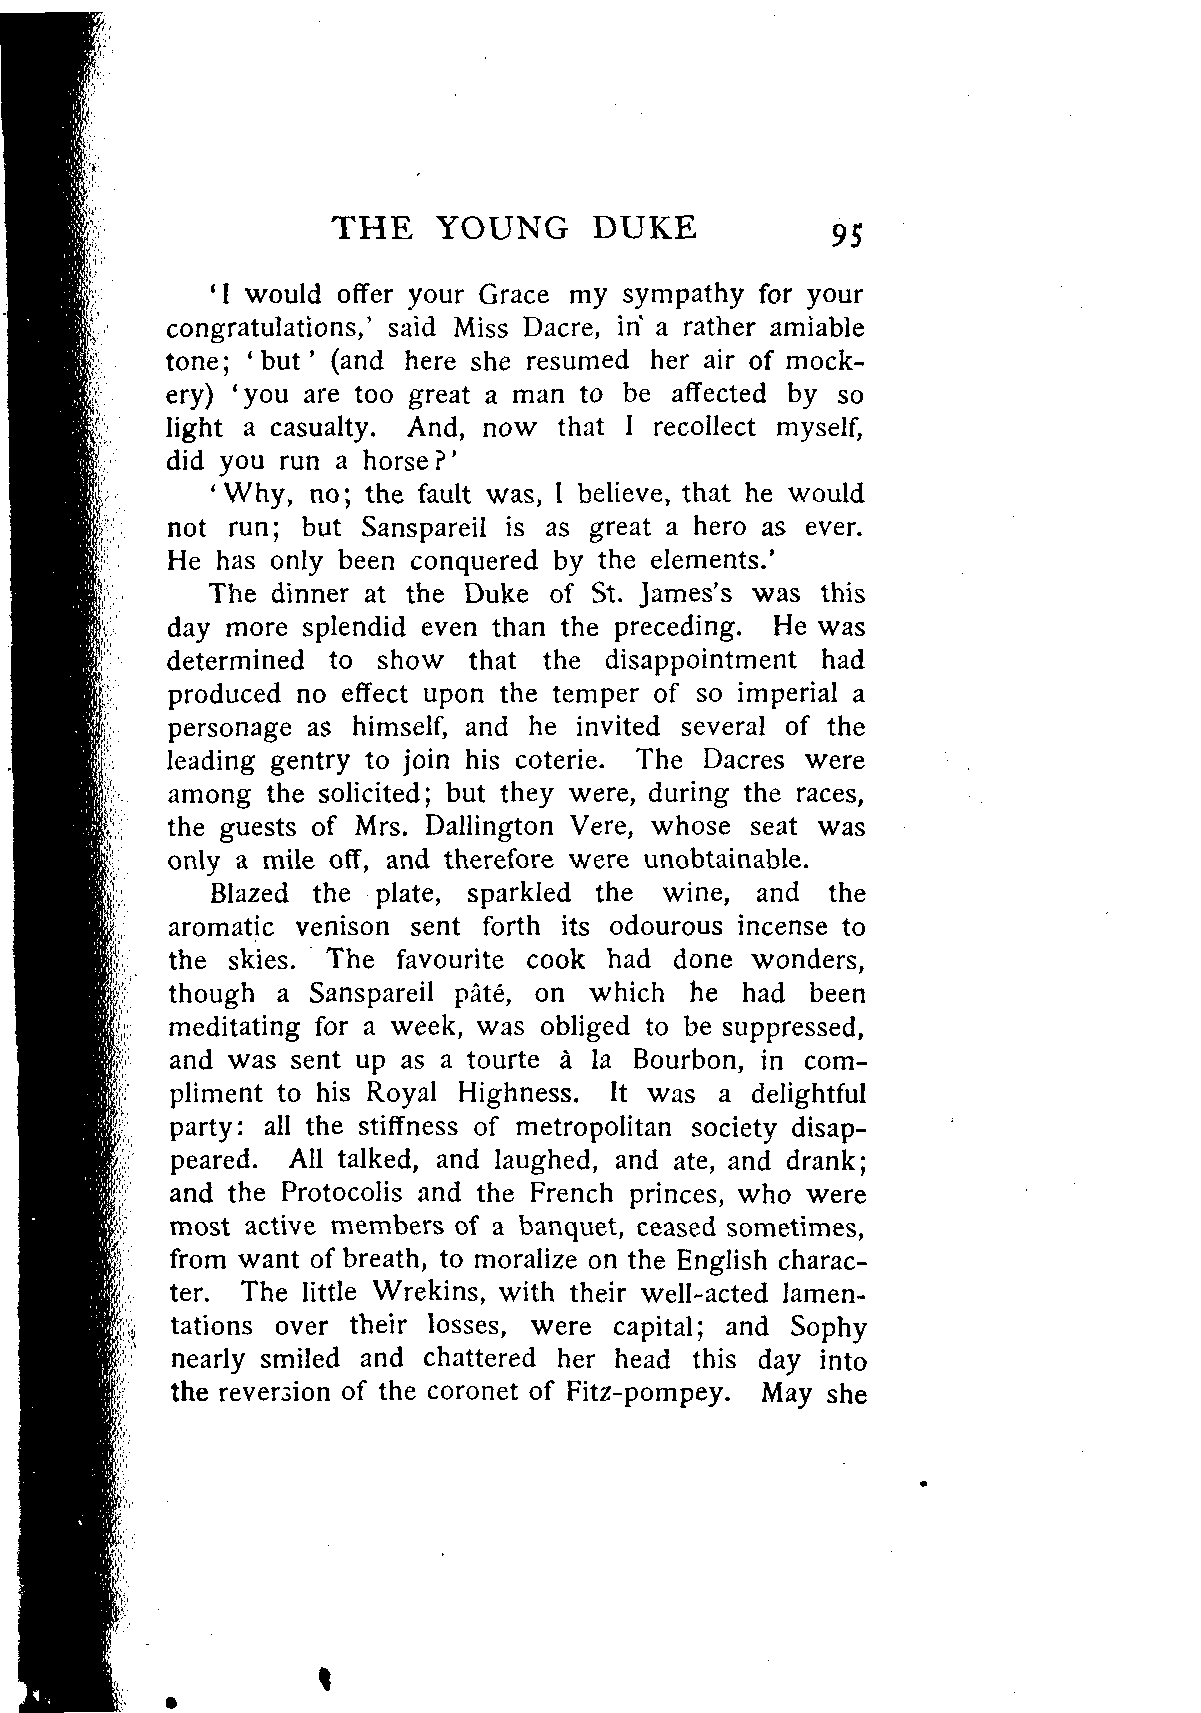 THE YOUNG DUKE 95
'I would offer your Grace my sympathy for your
congratulations,' said Miss Dacre, in a rather amiable
tone; 'but' (and here she resumed her air of mock-
ery) 'you are too great a man to be affected by so
light a casualty. And, now that I recollect myself,
did you run a horse?'
'Why, no; the fault was, I believe, that he would
not run; but Sanspareil is as great a hero as ever.
He has only been conquered by the elements.'
The dinner at the Duke of St. James's was this
day more splendid even than the preceding. He was
determined to show that the disappointment had
produced no effect upon the temper of so imperial a
personage as himself, and he invited several of the
leading gentry to join his coterie. The Dacres were
among the solicited; but they were, during the races,
the guests of Mrs. Dallington Vere, whose seat was
only a mile off, and therefore were unobtainable.
Blazed the plate, sparkled the wine, and the
aromatic venison sent forth its odourous incense to
the skies. The favourite cook had done wonders,
though a Sanspareil pâté, on which he had been
meditating for a week, was obliged to be suppressed,
and was sent up as a tourte à la Bourbon, in com-
pliment to his Royal Highness. It was a delightful
party: all the stiffness of metropolitan society disap-
peared. All talked, and laughed, and ate, and drank;
and the Protocolis and the French princes, who were
most active members of a banquet, ceased sometimes,
from want of breath, to moralize on the English charac-
ter. The little Wrekins, with their well-acted lamen-
tations over their losses, were capital; and Sophy
nearly smiled and chattered her head this day into
the reversion of the coronet of Fitz-pompey. May she